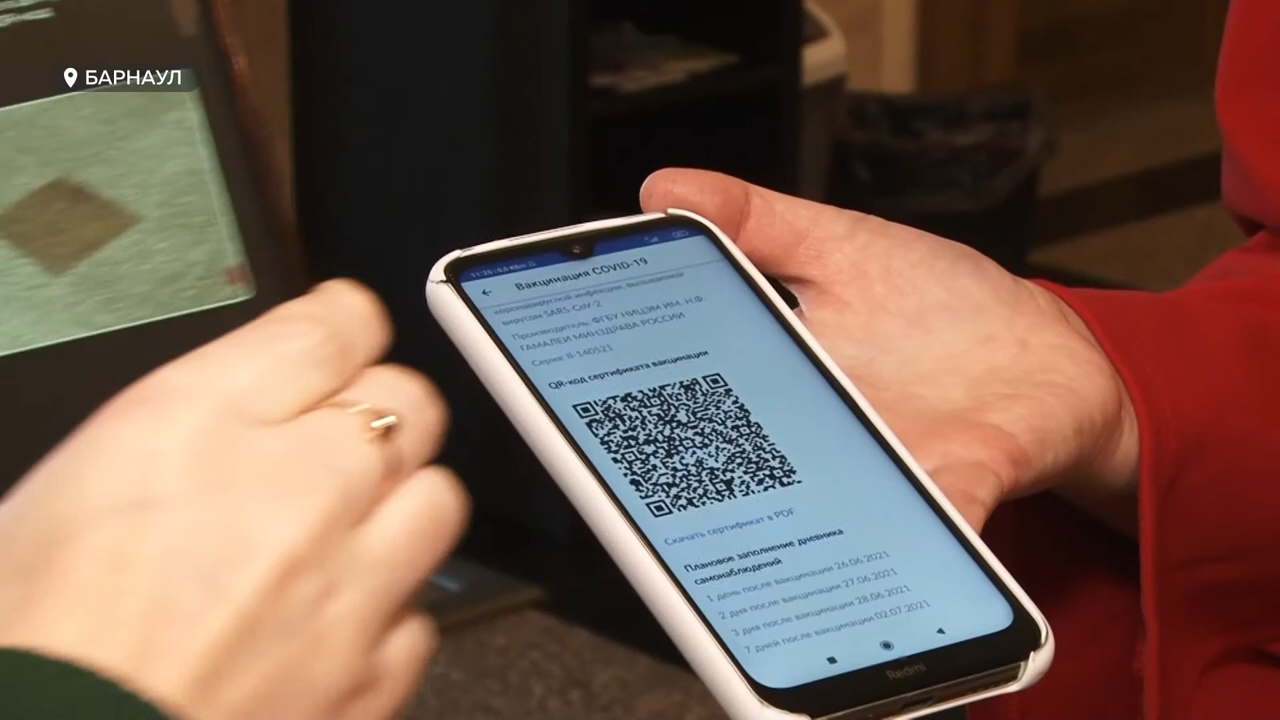 БАРНАУЛ
Вакцинация COVID-19
коронавирусной инфекции, вызываемой
вирусом SARS-CoV-2
Производитель: ФГБУ НИЦЭМ ИМ. Н.Ф.
ГАМАЛЕИ МИНЗДРАВА РОССИИ
Серия: II-140521
QR-код сертификата вакцинации
Скачать сертификат в PDF
Плановое заполнение дневника
самонаблюдений
1 день после вакцинации 26.06.2021
2 дня после вакцинации 27.06.2021
3 дня после вакцинации 28.06.2021
7 дней после вакцинации 02.07.2021
Redmi